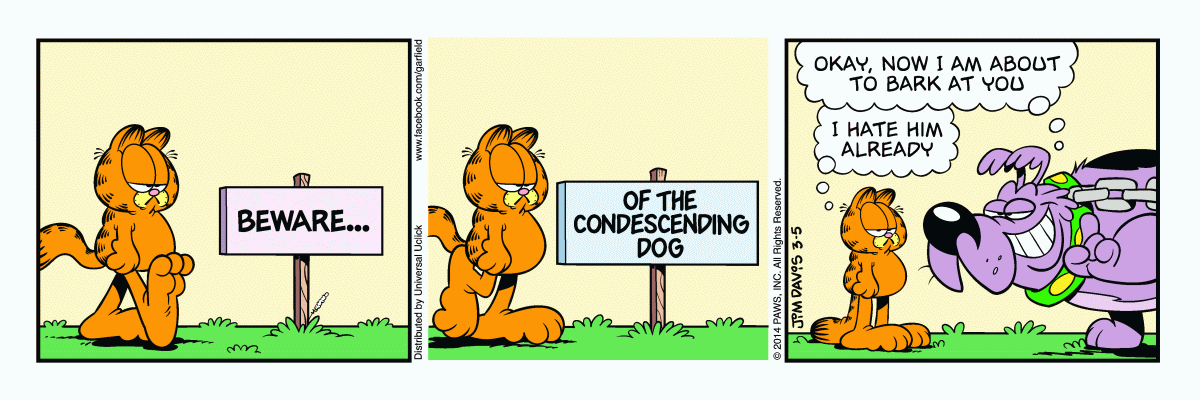 BEWARE...
www.facebook.com/garfield
Distributed by Universal Uclick
OF THE
CONDESCENDING
DOG
© 2014 PAWS, INC. All Rights Reserved.
JIM DAVIS 3-5
OKAY, NOW I AM ABOUT
TO BARK AT YOU
I HATE HIM
ALREADY